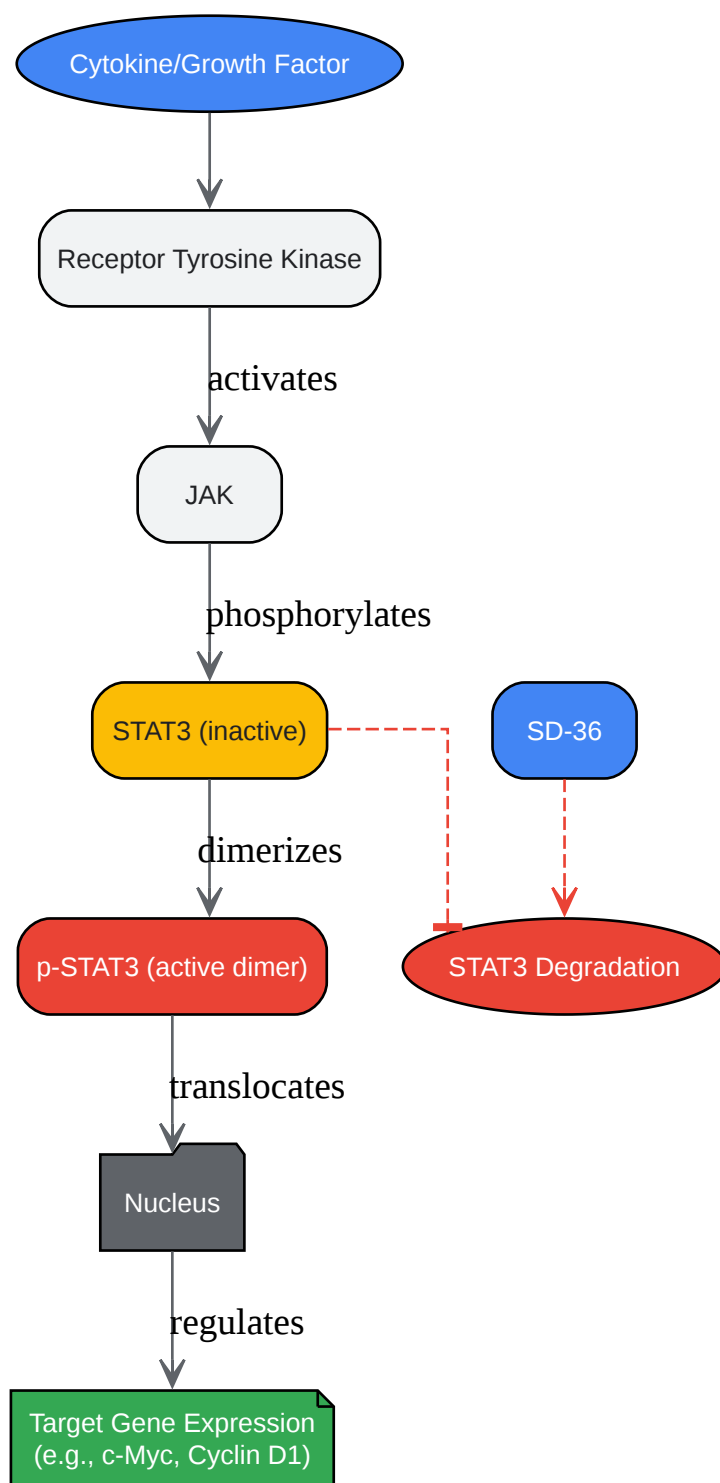 Cytokine/Growth Factor
Receptor Tyrosine Kinase
activates
JAK
phosphorylates
STAT3 (inactive)
SD-36
dimerizes
p-STAT3 (active dimer)
STAT3 Degradation
translocates
Nucleus
regulates
Target Gene Expression
(e.g., c-Myc, Cyclin D1)